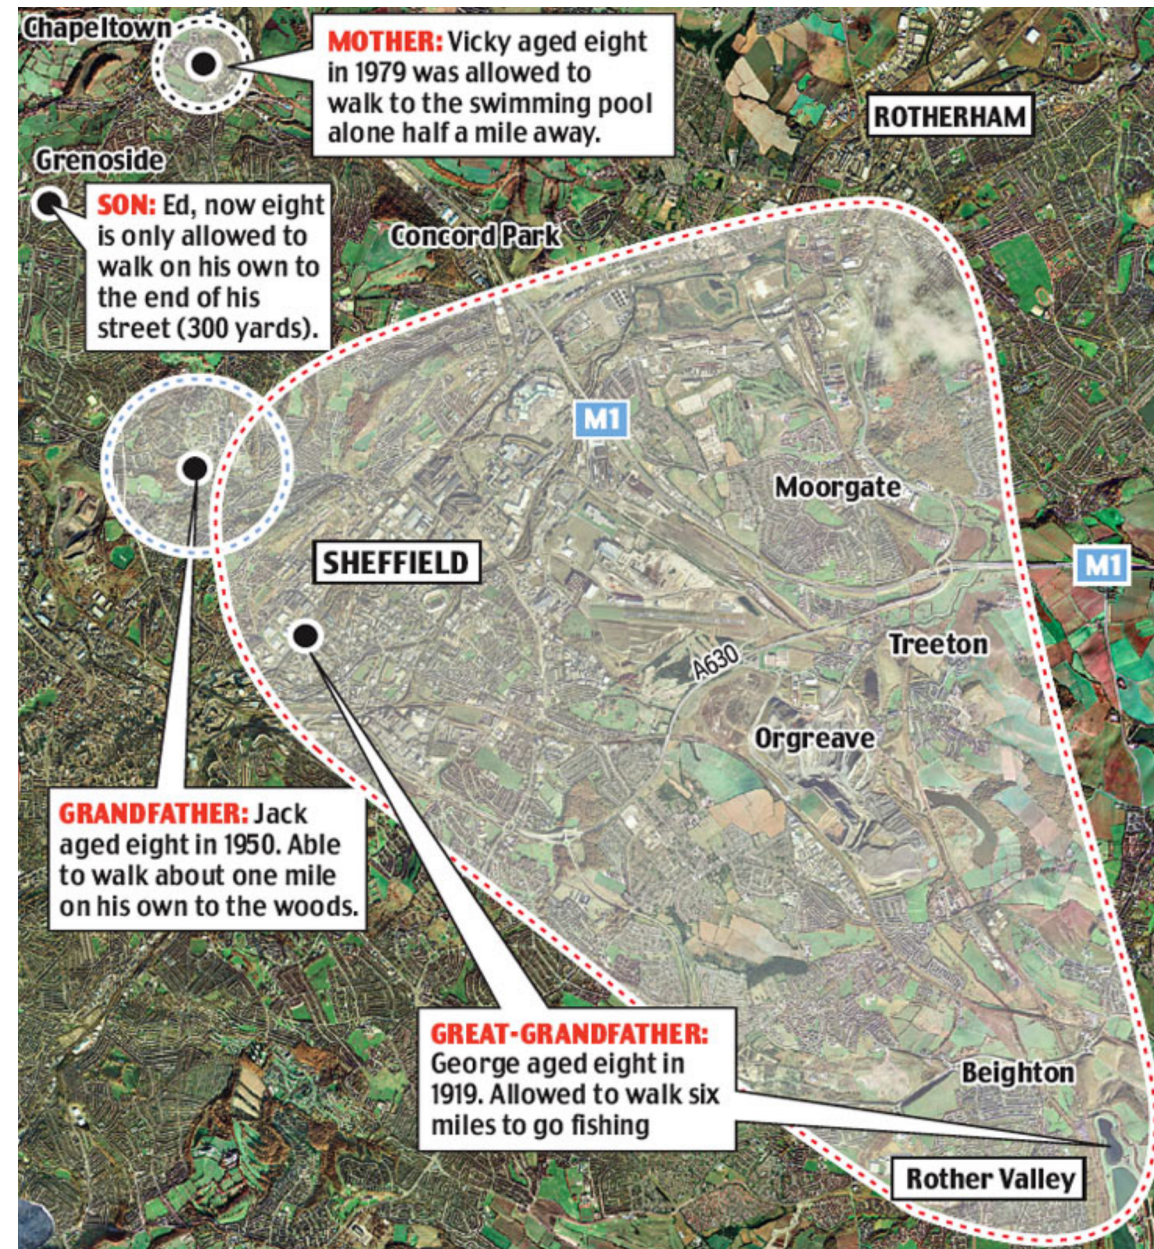 Chapeltown
MOTHER: Vicky aged eight
in 1979 was allowed to
walk to the swimming pool
alone half a mile away.
ROTHERHAM
Grenoside
SON: Ed, now eight
is only allowed to
walk on his own to
the end of his
street (300 yards).
Concord Park
M1
Moorgate
SHEFFIELD
M1
Treeton
A630
Orgreave
GRANDFATHER: Jack
aged eight in 1950. Able
to walk about one mile
on his own to the woods.
GREAT-GRANDFATHER:
George aged eight in
1919. Allowed to walk six
miles to go fishing
Beighton
Rother Valley